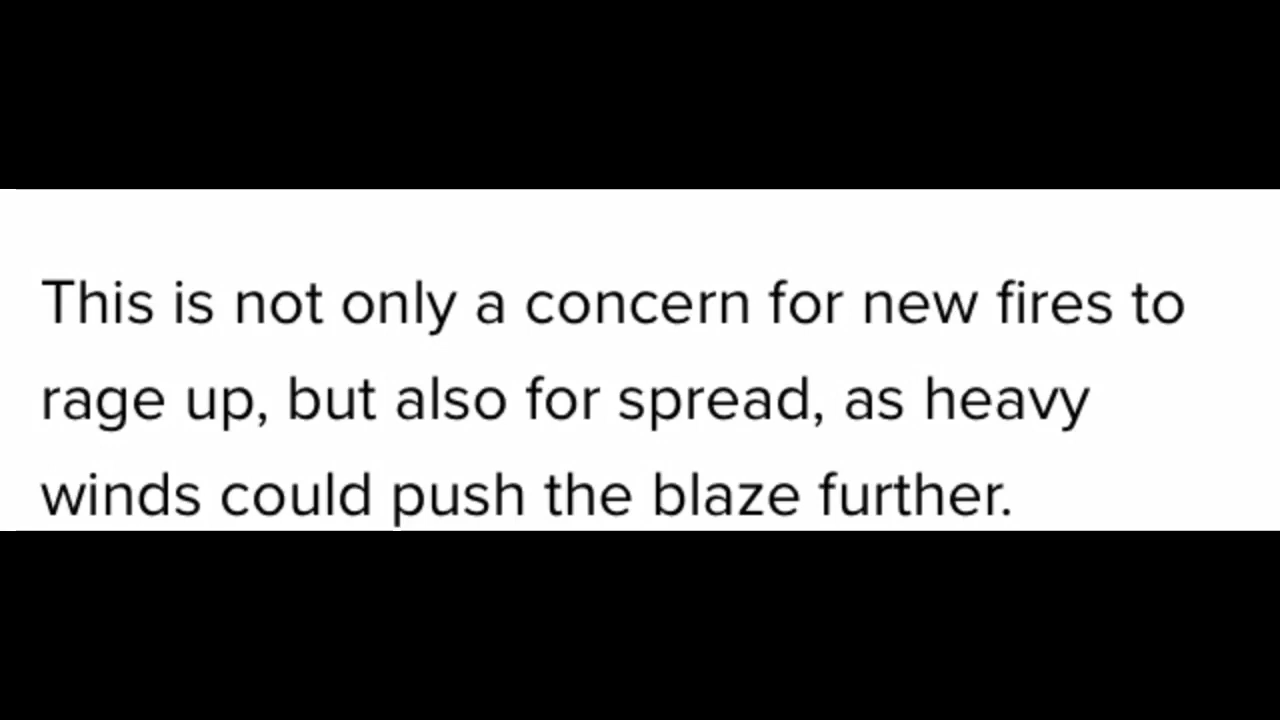 This is not only a concern for new fires to
rage up, but also for spread, as heavy
winds could push the blaze further.